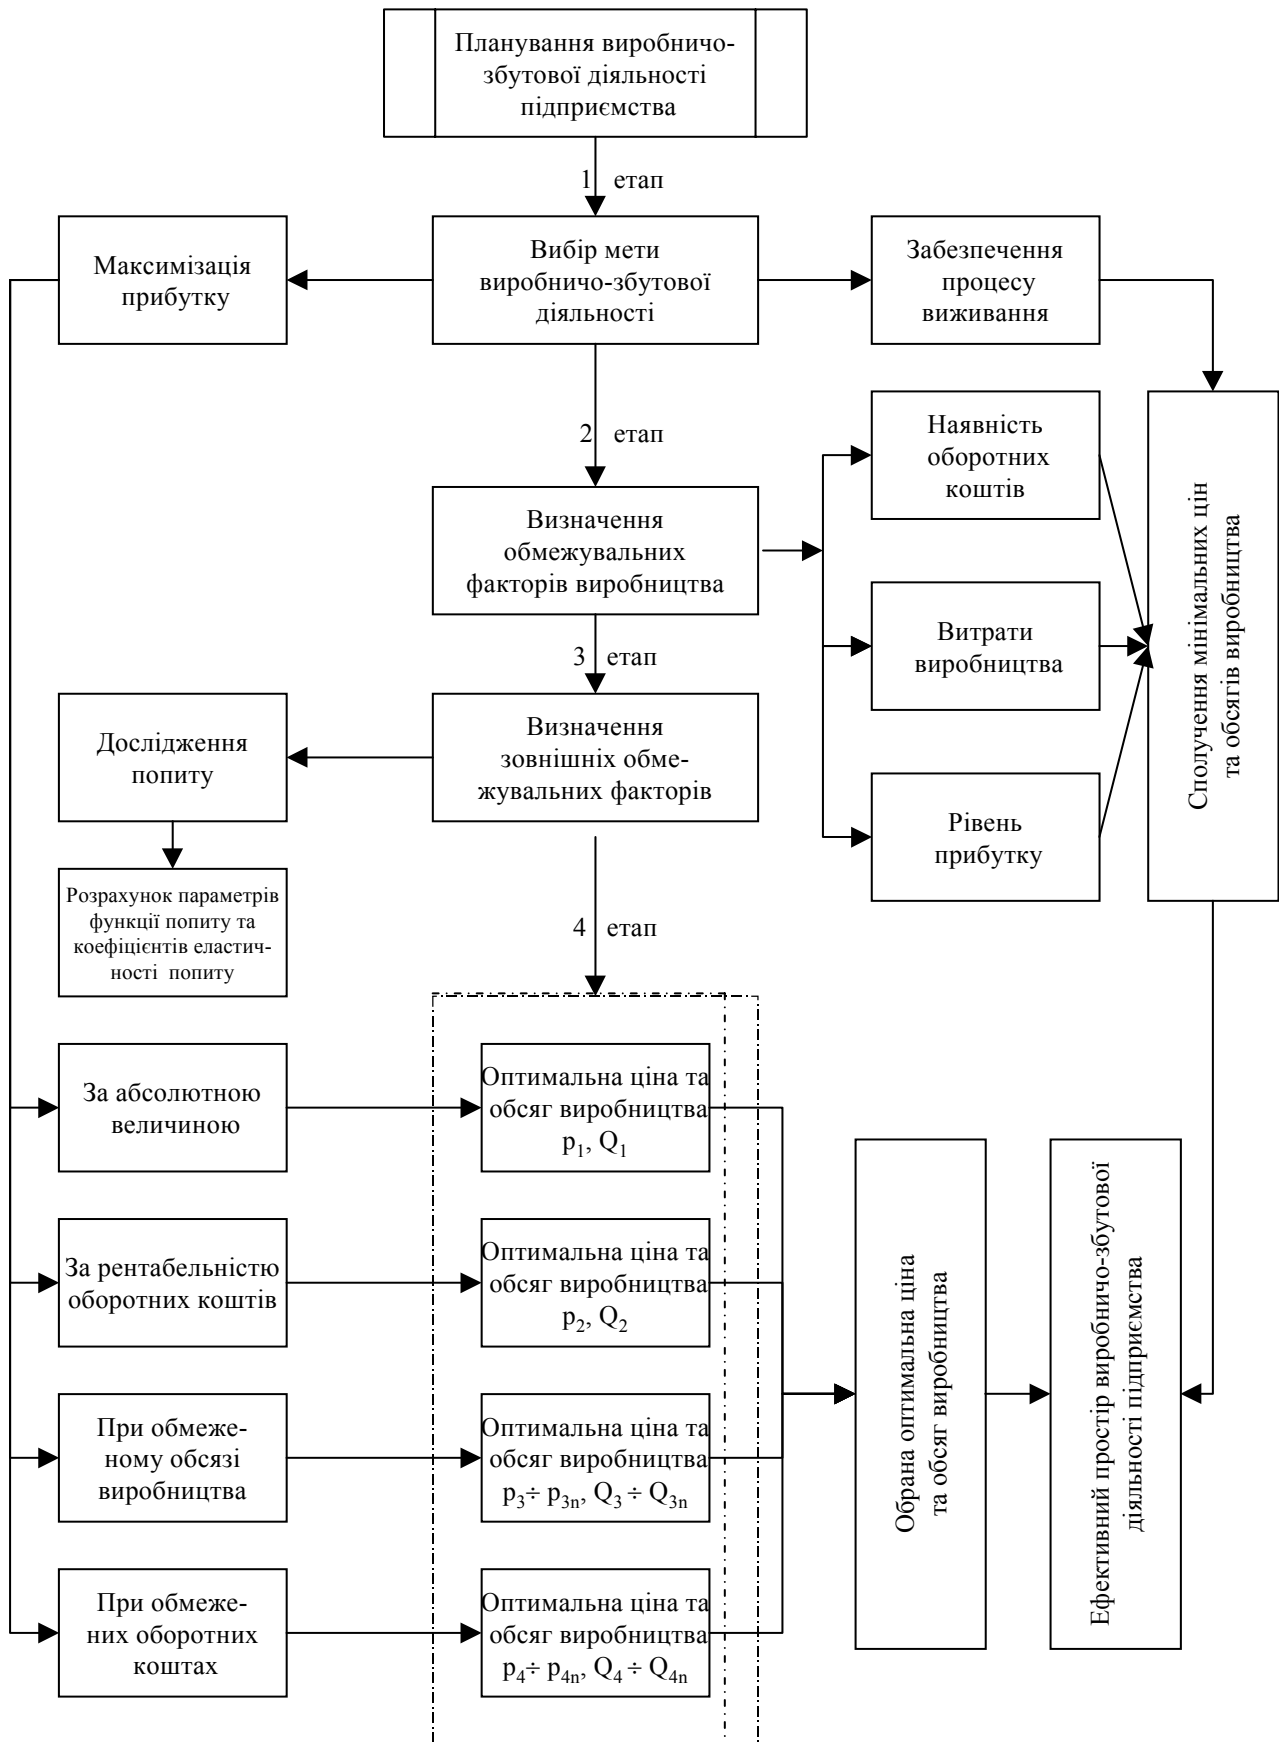 Планування виробничо-
збутової діяльності
підприємства
1 етап
Максимізація
прибутку
Вибір мети
виробничо-збутової
діяльності
Забезпечення
процесу
виживання
2 етап
Наявність
оборотних
коштів
Визначення
обмежувальних
факторів виробництва
Витрати
виробництва
Сполучення мінімальних цін
та обсягів виробництва
3 етап
Дослідження
попиту
Визначення
зовнішніх обме-
жувальних факторів
Рівень
прибутку
Розрахунок параметрів
функції попиту та
коефіцієнтів еластич-
ності попиту
4 етап
За абсолютною
величиною
Оптимальна ціна та
обсяг виробництва
p₁, Q₁
За рентабельністю
оборотних коштів
Оптимальна ціна та
обсяг виробництва
p₂, Q₂
При обмеже-
ному обсязі
виробництва
Оптимальна ціна та
обсяг виробництва
p₃÷ p₃ₙ, Q₃ ÷ Q₃ₙ
При обмеже-
них оборотних
коштах
Оптимальна ціна та
обсяг виробництва
p₄÷ p₄ₙ, Q₄ ÷ Q₄ₙ
Обрана оптимальна ціна
та обсяг виробництва
Ефективний простір виробничо-збутової
діяльності підприємства